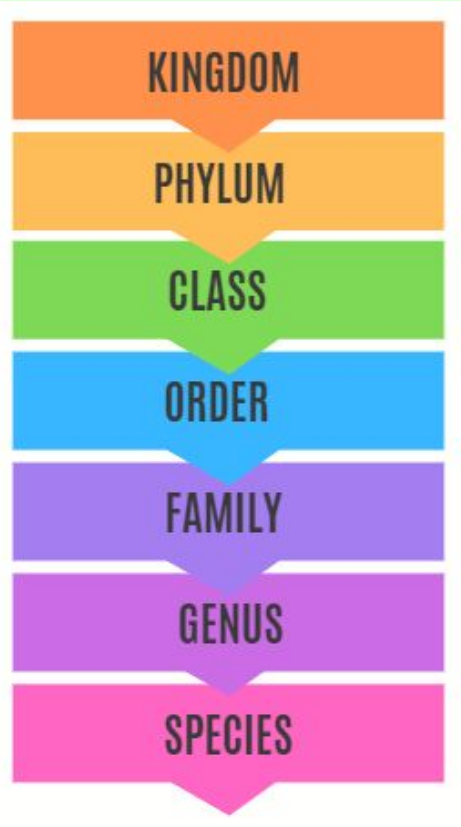 KINGDOM
PHYLUM
CLASS
ORDER
FAMILY
GENUS
SPECIES